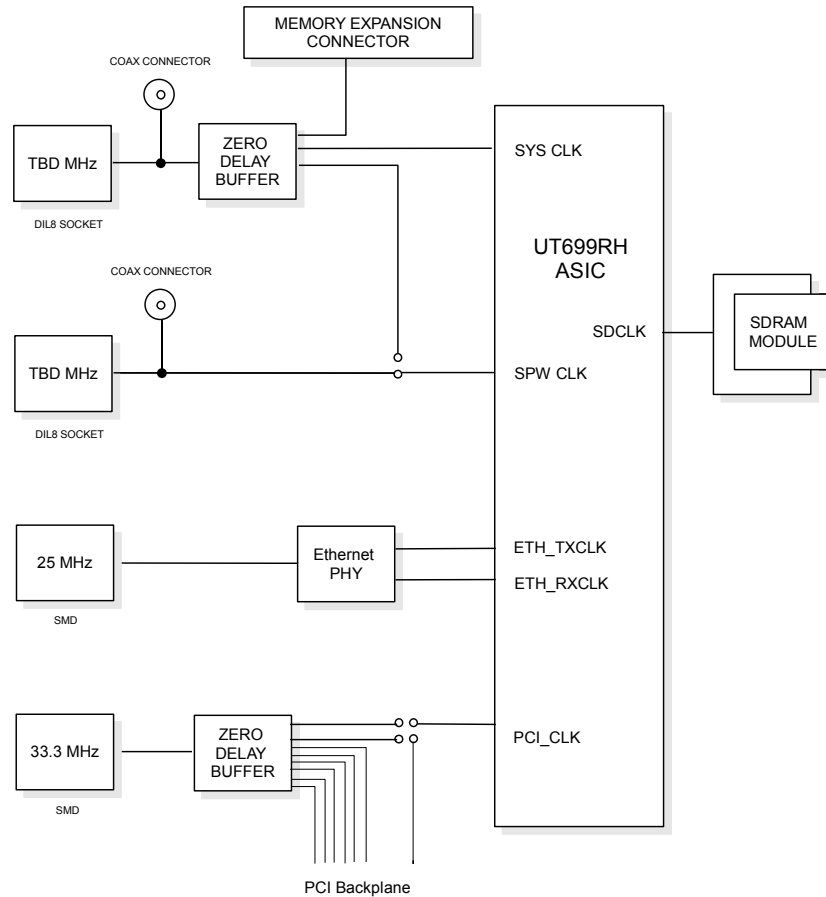 MEMORY EXPANSION
CONNECTOR
COAX CONNECTOR
TBD MHz
DIL8 SOCKET
ZERO
DELAY
BUFFER
SYS CLK
UT699RH
ASIC
COAX CONNECTOR
TBD MHz
DIL8 SOCKET
SPW CLK
SDCLK
SDRAM
MODULE
25 MHz
SMD
Ethernet
PHY
ETH_TXCLK
ETH_RXCLK
33.3 MHz
SMD
ZERO
DELAY
BUFFER
PCI_CLK
PCI Backplane